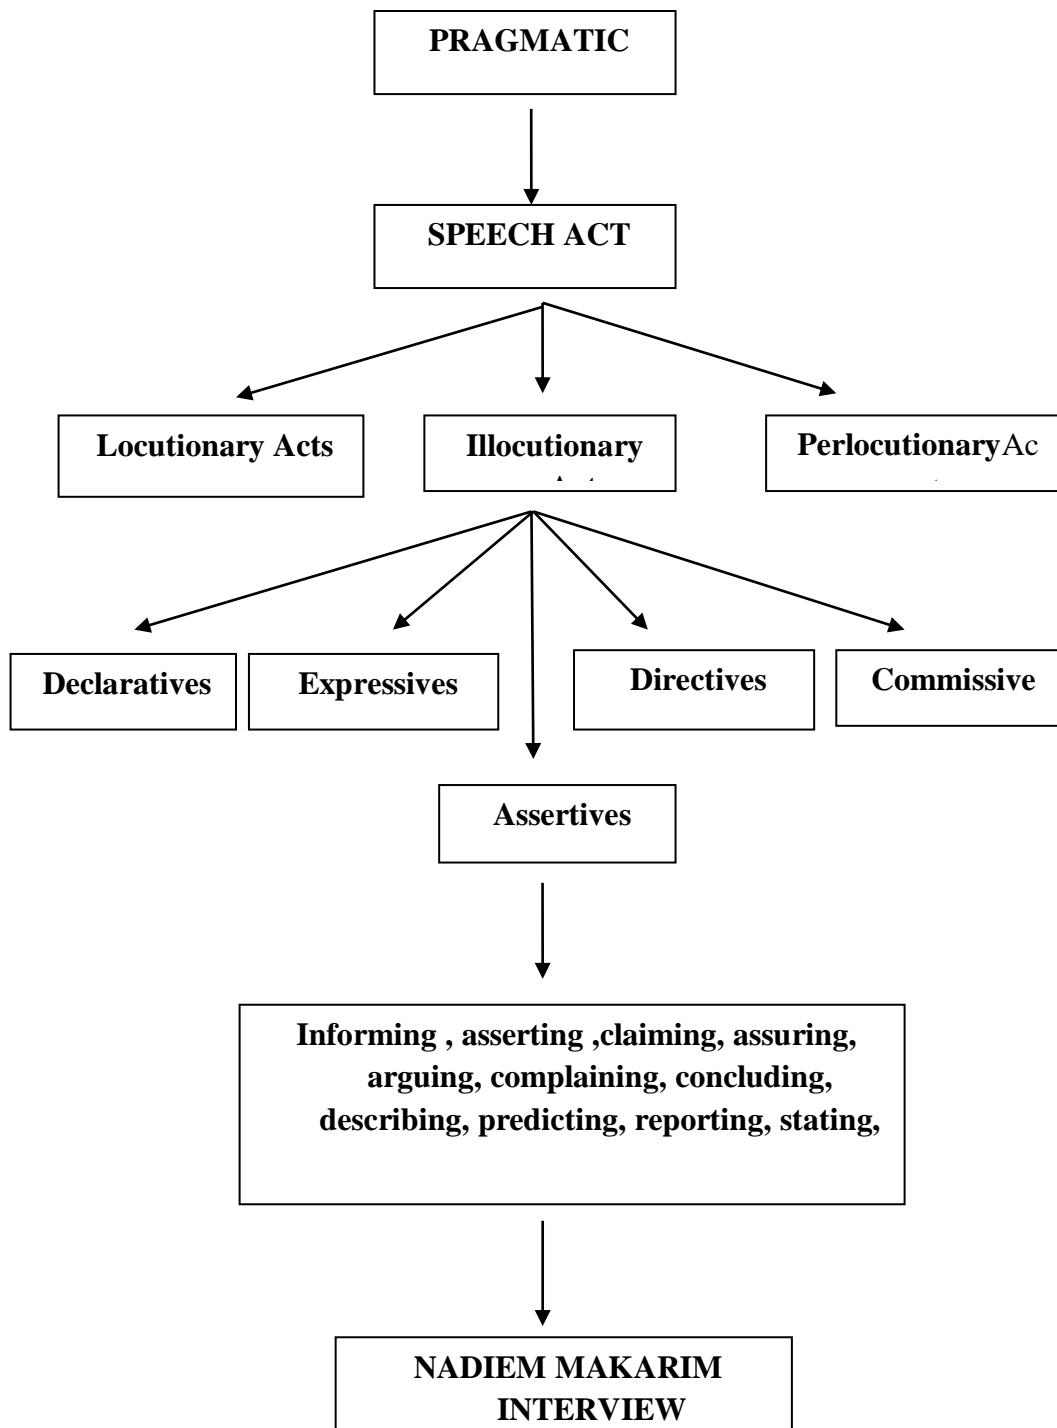 PRAGMATIC
SPEECH ACT
Locutionary Acts
Illocutionary
Perlocutionary Ac
Declaratives
Expressives
Directives
Commissive
Assertives
Informing , asserting ,claiming, assuring,
arguing, complaining, concluding,
describing, predicting, reporting, stating,
NADIEM MAKARIM
INTERVIEW